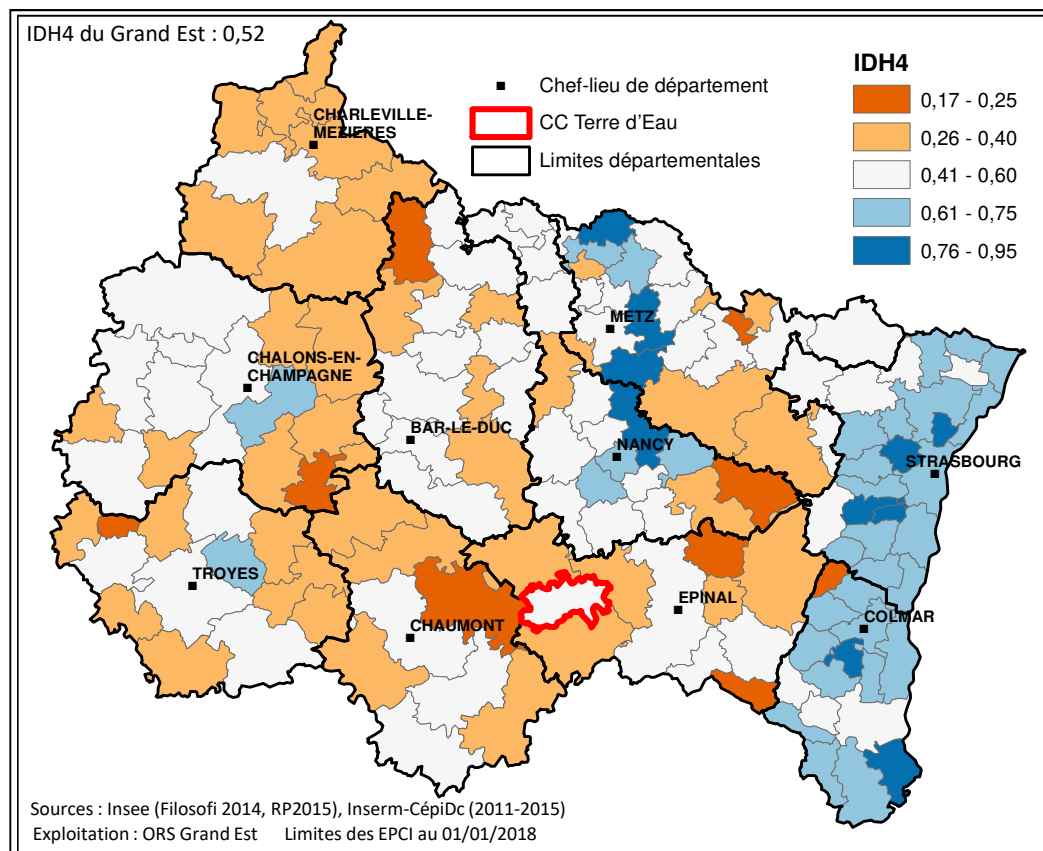 IDH4 du Grand Est : 0,52
IDH4
Chef-lieu de département
CC Terre d'Eau
Limites départementales
0,17 - 0,25
0,26 - 0,40
0,41 - 0,60
0,61 - 0,75
0,76 - 0,95
CHARLEVILLE-
MEZIERES
METZ
CHALONS-EN-
CHAMPAGNE
BAR-LE-DUC
NANCY
STRASBOURG
TROYES
CHAUMONT
EPINAL
COLMAR
Sources : Insee (Filosofi 2014, RP2015), Inserm-CépiDc (2011-2015)
Exploitation : ORS Grand Est Limites des EPCI au 01/01/2018